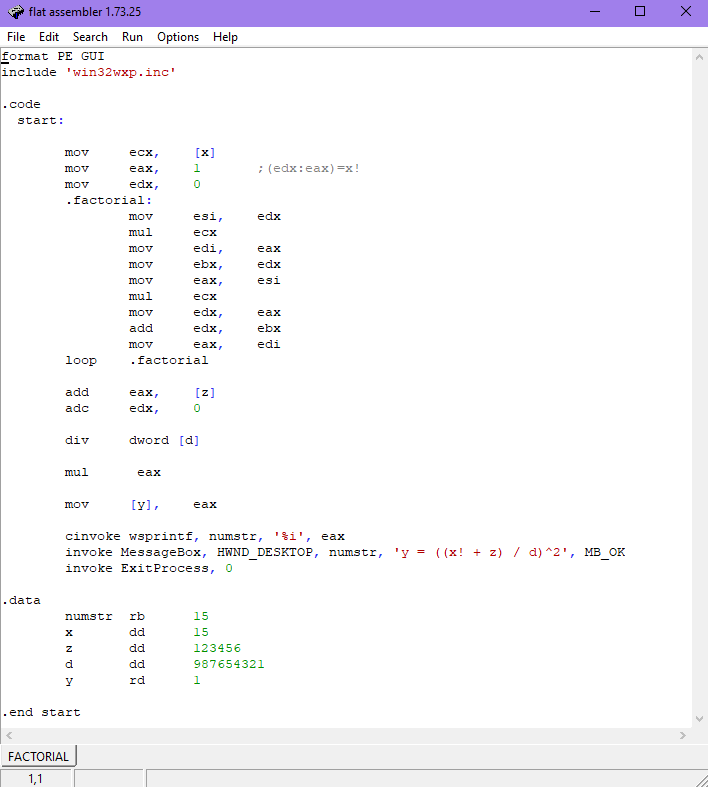 flat assembler 1.73.25
File Edit Search Run Options Help
format PE GUI
include 'win32wxp.inc'
.code
start:
mov ecx, [x]
mov eax, 1 ;(edx:eax)=x!
mov edx, 0
.factorial:
mov esi, edx
mul ecx
mov edi, eax
mov ebx, edx
mov eax, esi
mul ecx
mov edx, eax
add edx, ebx
mov eax, edi
loop .factorial
add eax, [z]
adc edx, 0
div dword [d]
mul eax
mov [y], eax
cinvoke wsprintf, numstr, '%i', eax
invoke MessageBox, HWND_DESKTOP, numstr, 'y = ((x! + z) / d)^2', MB_OK
invoke ExitProcess, 0
.data
numstr rb 15
x dd 15
z dd 123456
d dd 987654321
y rd 1
.end start
FACTORIAL
1,1